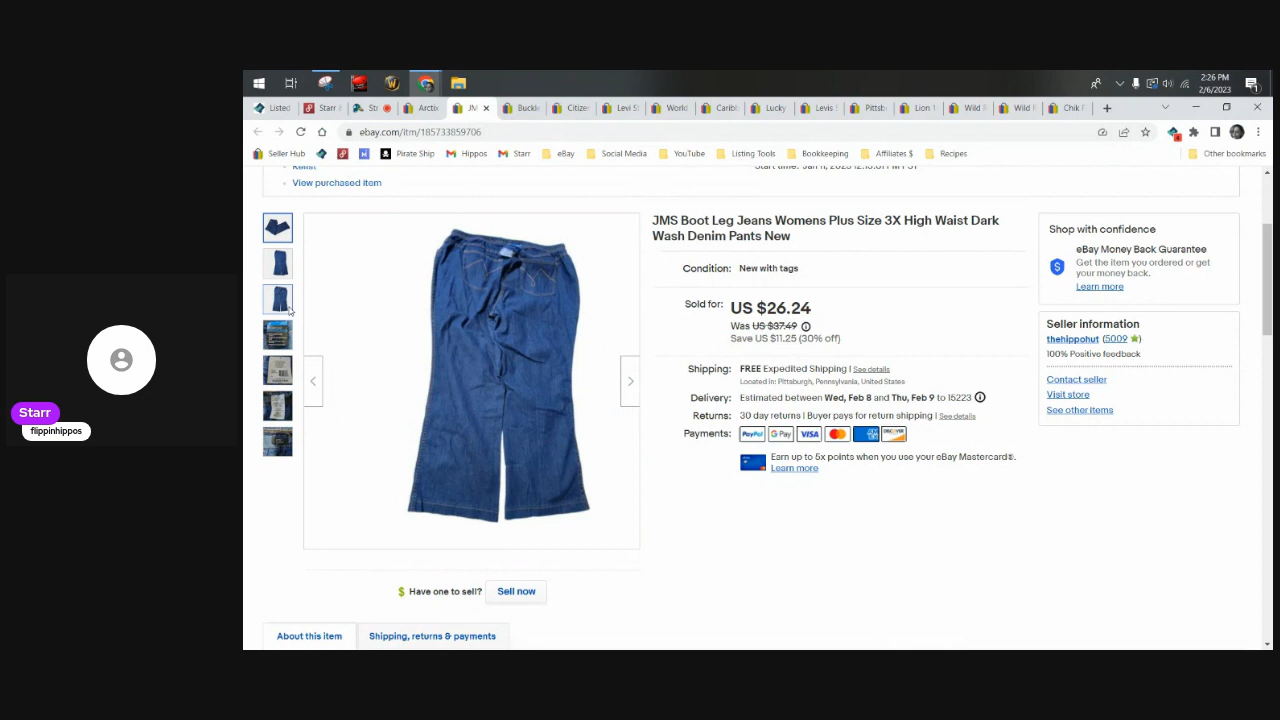 2:26 PM
2/6/2023
Listed
Starr
Str
Arctic
JM
Buckl
Citizen
Levi S
World
Caribb
Lucky
Levis
Pittsb
Lion
Wild
Wild
Chik F
ebay.com/itm/185733859706
Seller Hub
Pirate Ship
Hippos
Starr
eBay
Social Media
YouTube
Listing Tools
Bookkeeping
Affiliates $
Recipes
Other bookmarks
View purchased item
JMS Boot Leg Jeans Womens Plus Size 3X High Waist Dark
Wash Denim Pants New
Condition: New with tags
Sold for: US $26.24
Was US $37.49
Save US $11.25 (30% off)
Shipping: FREE Expedited Shipping | See details
Located in: Pittsburgh, Pennsylvania, United States
Delivery: Estimated between Wed, Feb 8 and Thu, Feb 9 to 15223
Returns: 30 day returns | Buyer pays for return shipping | See details
Payments: PayPal G Pay VISA
Earn up to 5x points when you use your eBay Mastercard®.
Learn more
Shop with confidence
eBay Money Back Guarantee
Get the item you ordered or get
your money back.
Learn more
Seller information
thehippohut (5009)
100% Positive feedback
Contact seller
Visit store
See other items
$ Have one to sell? Sell now
About this item
Shipping, returns & payments
Starr
flippinhippos